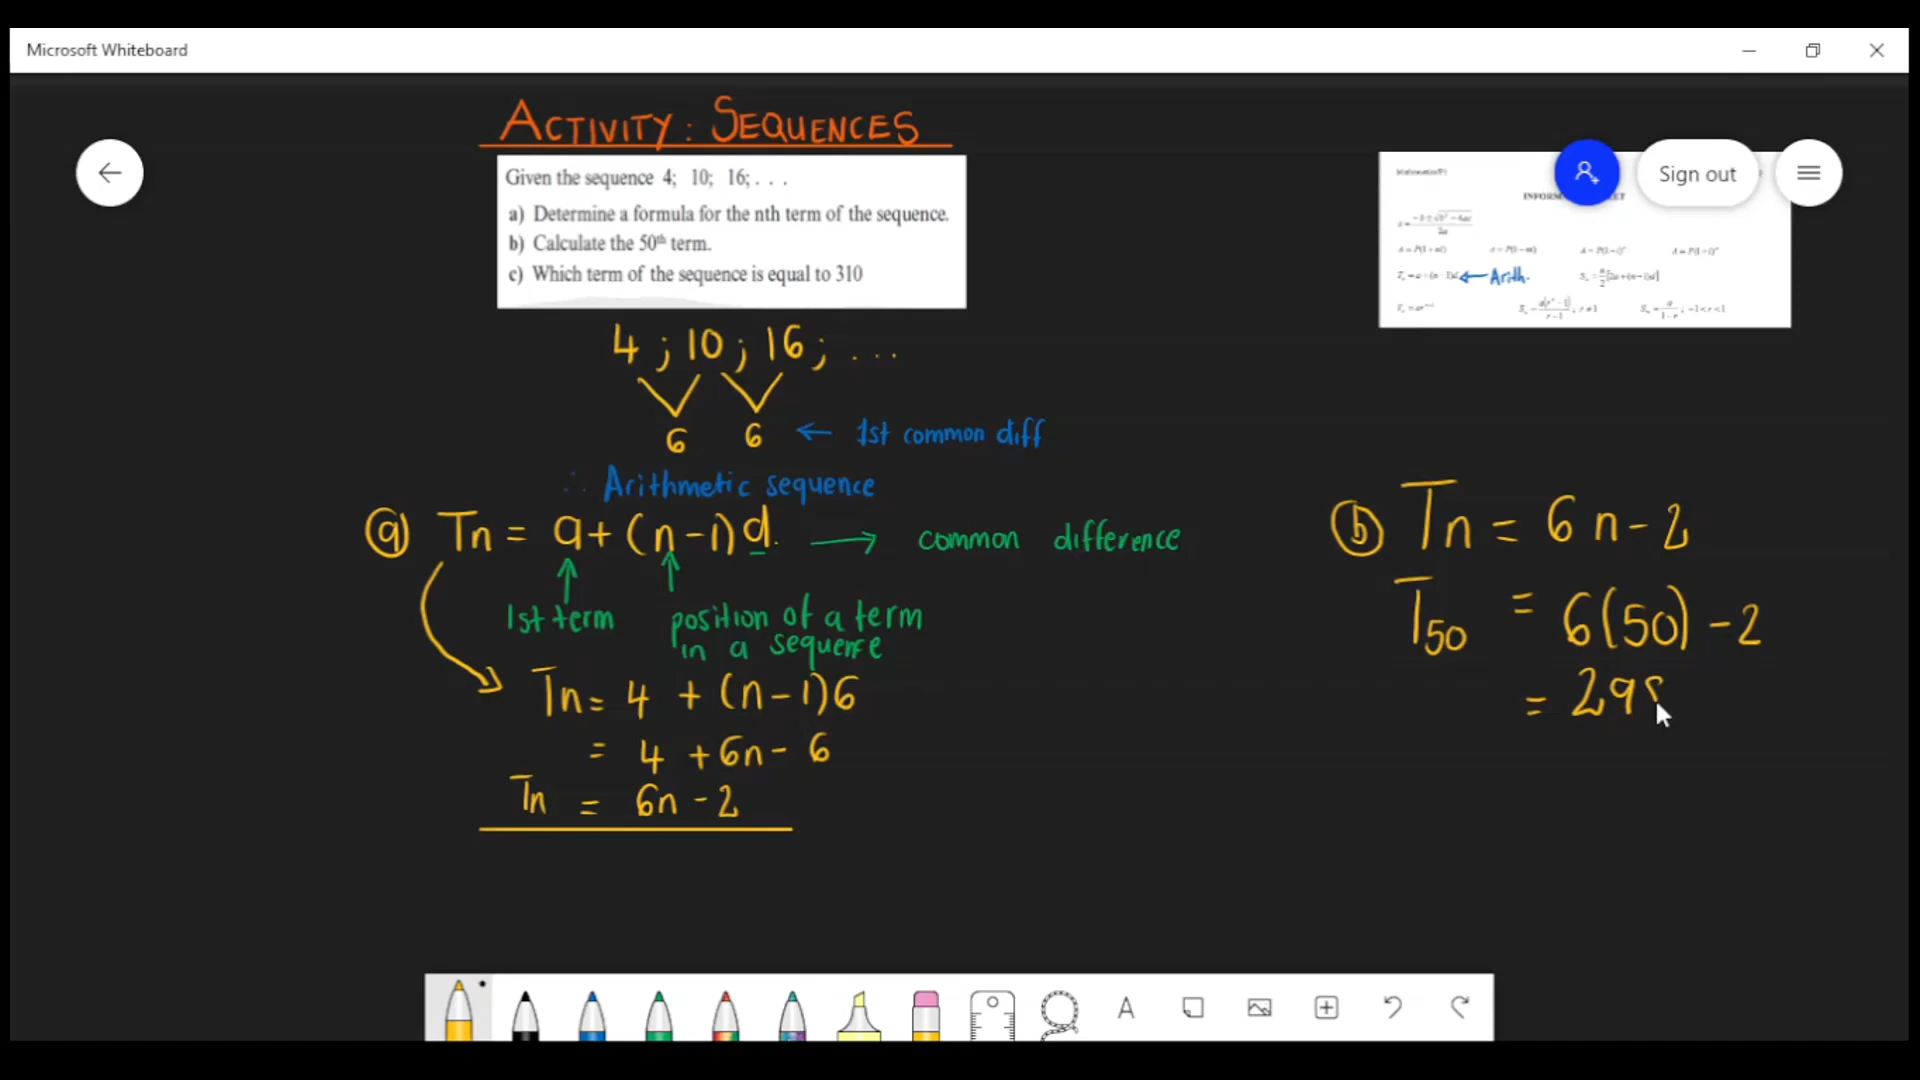 Microsoft Whiteboard
ACTIVITY: SEQUENCES
Given the sequence 4; 10; 16; . . .
a) Determine a formula for the nth term of the sequence.
b) Calculate the 50th term.
c) Which term of the sequence is equal to 310
Sign out
← Arith.
4 ; 10 ; 16 ; ...
6 6 ← 1st common diff
∴ Arithmetic sequence
(a) Tn = a + (n-1)d. → common difference
1st term
position of a term
in a sequence
Tn = 4 + (n-1)6
= 4 + 6n - 6
Tn = 6n - 2
(b) Tn = 6n - 2
T50 = 6(50) - 2
= 298
A